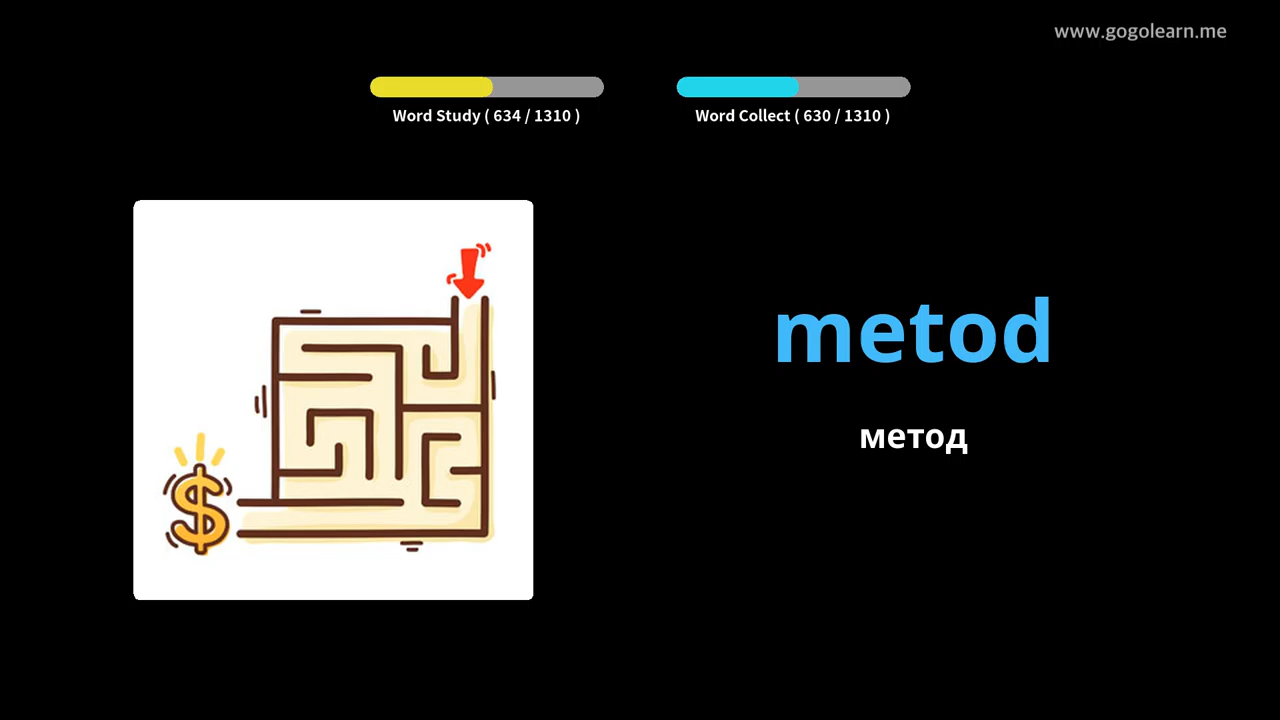 www.gogolearn.me
Word Study ( 634 / 1310 )
Word Collect ( 630 / 1310 )
$
metod
метод